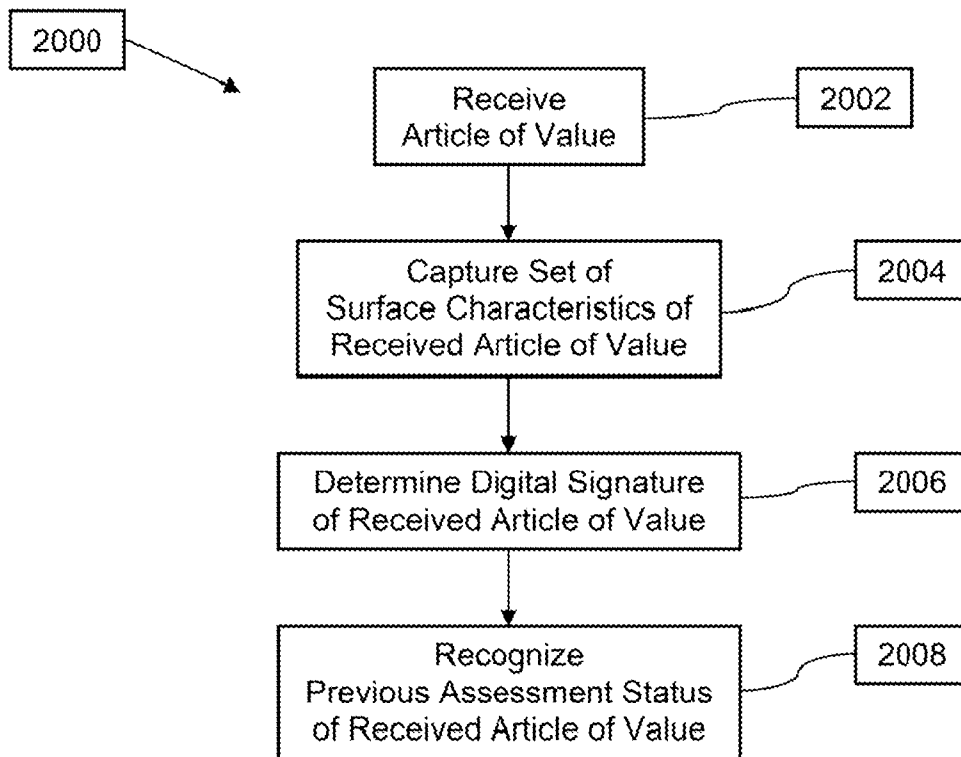 2000
Receive
Article of Value
2002
Capture Set of
Surface Characteristics of
Received Article of Value
2004
Determine Digital Signature
of Received Article of Value
2006
Recognize
Previous Assessment Status
of Received Article of Value
2008